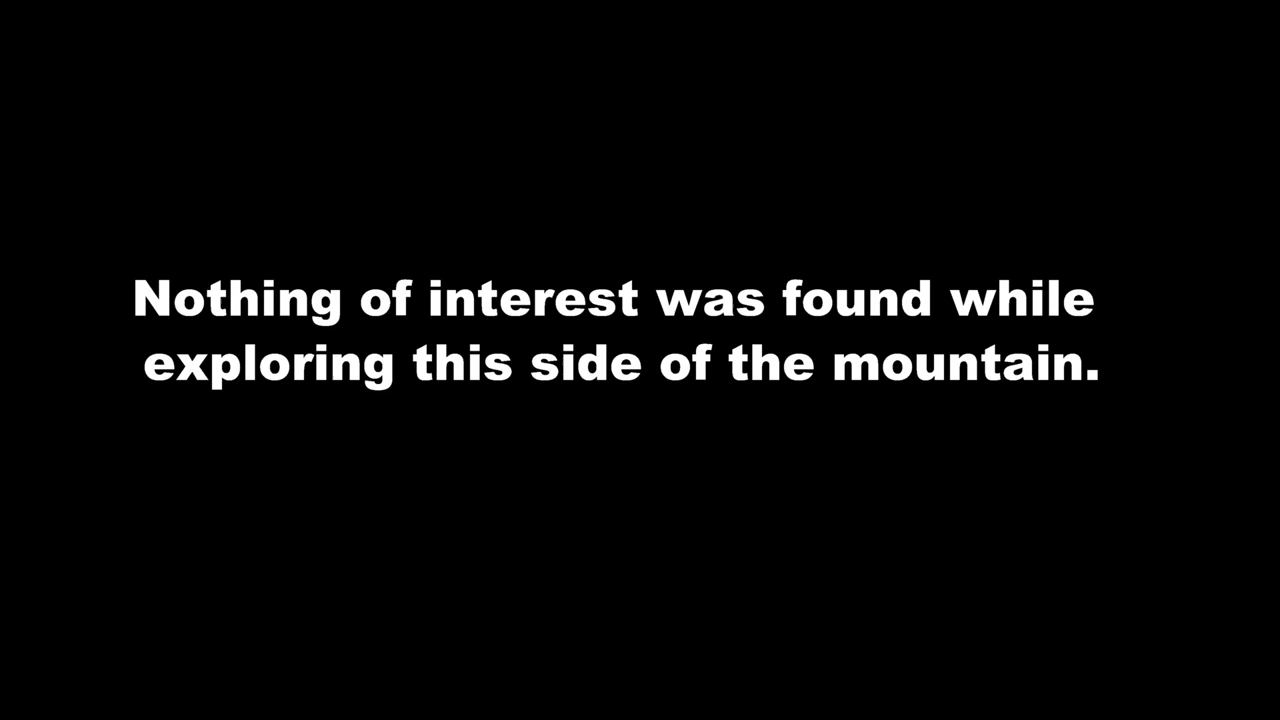 Nothing of interest was found while
exploring this side of the mountain.